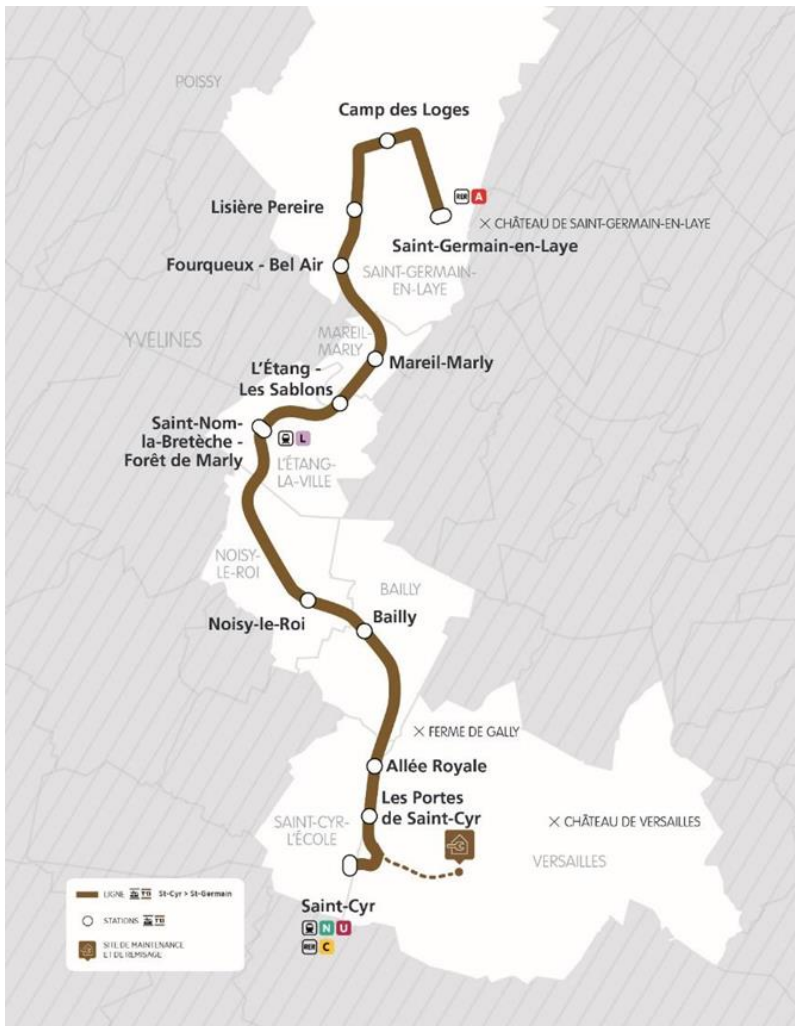 POISSY
Camp des Loges
RER A
Lisière Pereire
CHÂTEAU DE SAINT-GERMAIN-EN-LAYE
Saint-Germain-en-Laye
Fourqueux - Bel Air
SAINT-GERMAIN-
EN-LAYE
YVELINES
MAREIL-
MARLY
L'Étang -
Les Sablons
Mareil-Marly
Saint-Nom-
la-Bretèche -
Forêt de Marly
L
L'ÉTANG-
LA-VILLE
NOISY-
LE-ROI
BAILLY
Noisy-le-Roi
Bailly
FERME DE GALLY
Allée Royale
Les Portes
de Saint-Cyr
SAINT-CYR-
L'ÉCOLE
CHÂTEAU DE VERSAILLES
VERSAILLES
Saint-Cyr
N U
RER C
LIGNE T13 St-Cyr > St-Germain
STATIONS T13
SITE DE MAINTENANCE
ET DE REMISAGE